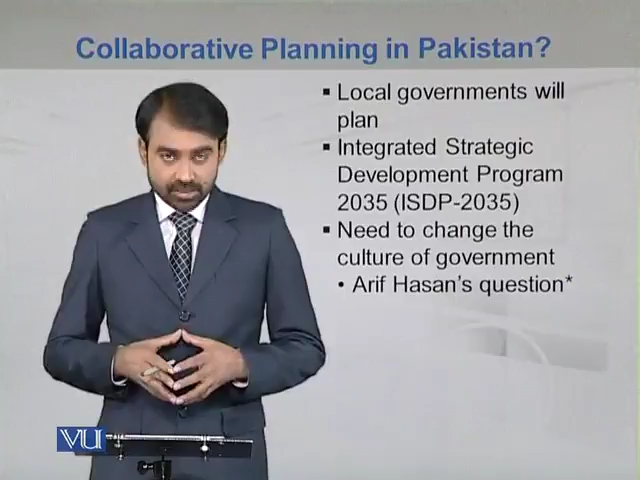 Collaborative Planning in Pakistan?
▪ Local governments will
plan
▪ Integrated Strategic
Development Program
2035 (ISDP-2035)
▪ Need to change the
culture of government
• Arif Hasan's question*
VU